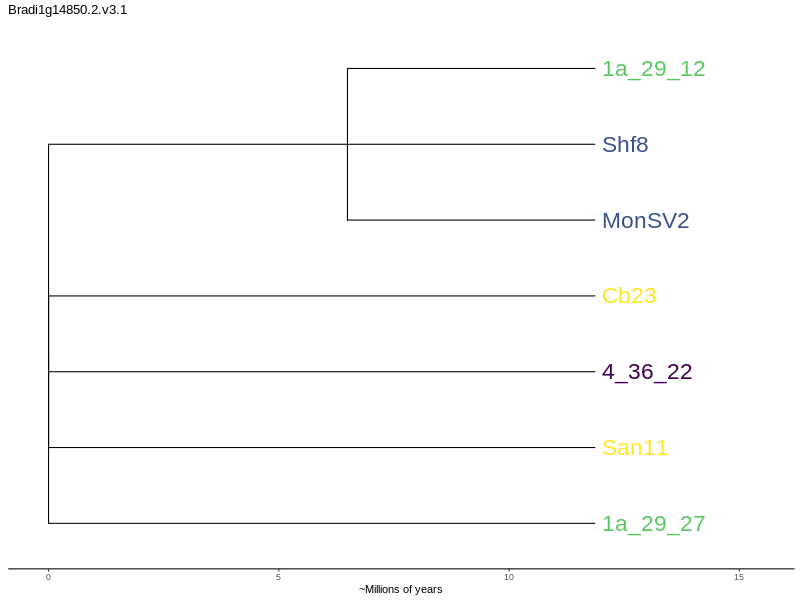 Bradi1g14850.2.v3.1
1a_29_12
Shf8
MonSV2
Cb23
4_36_22
San11
1a_29_27
0 5 10 15
~Millions of years